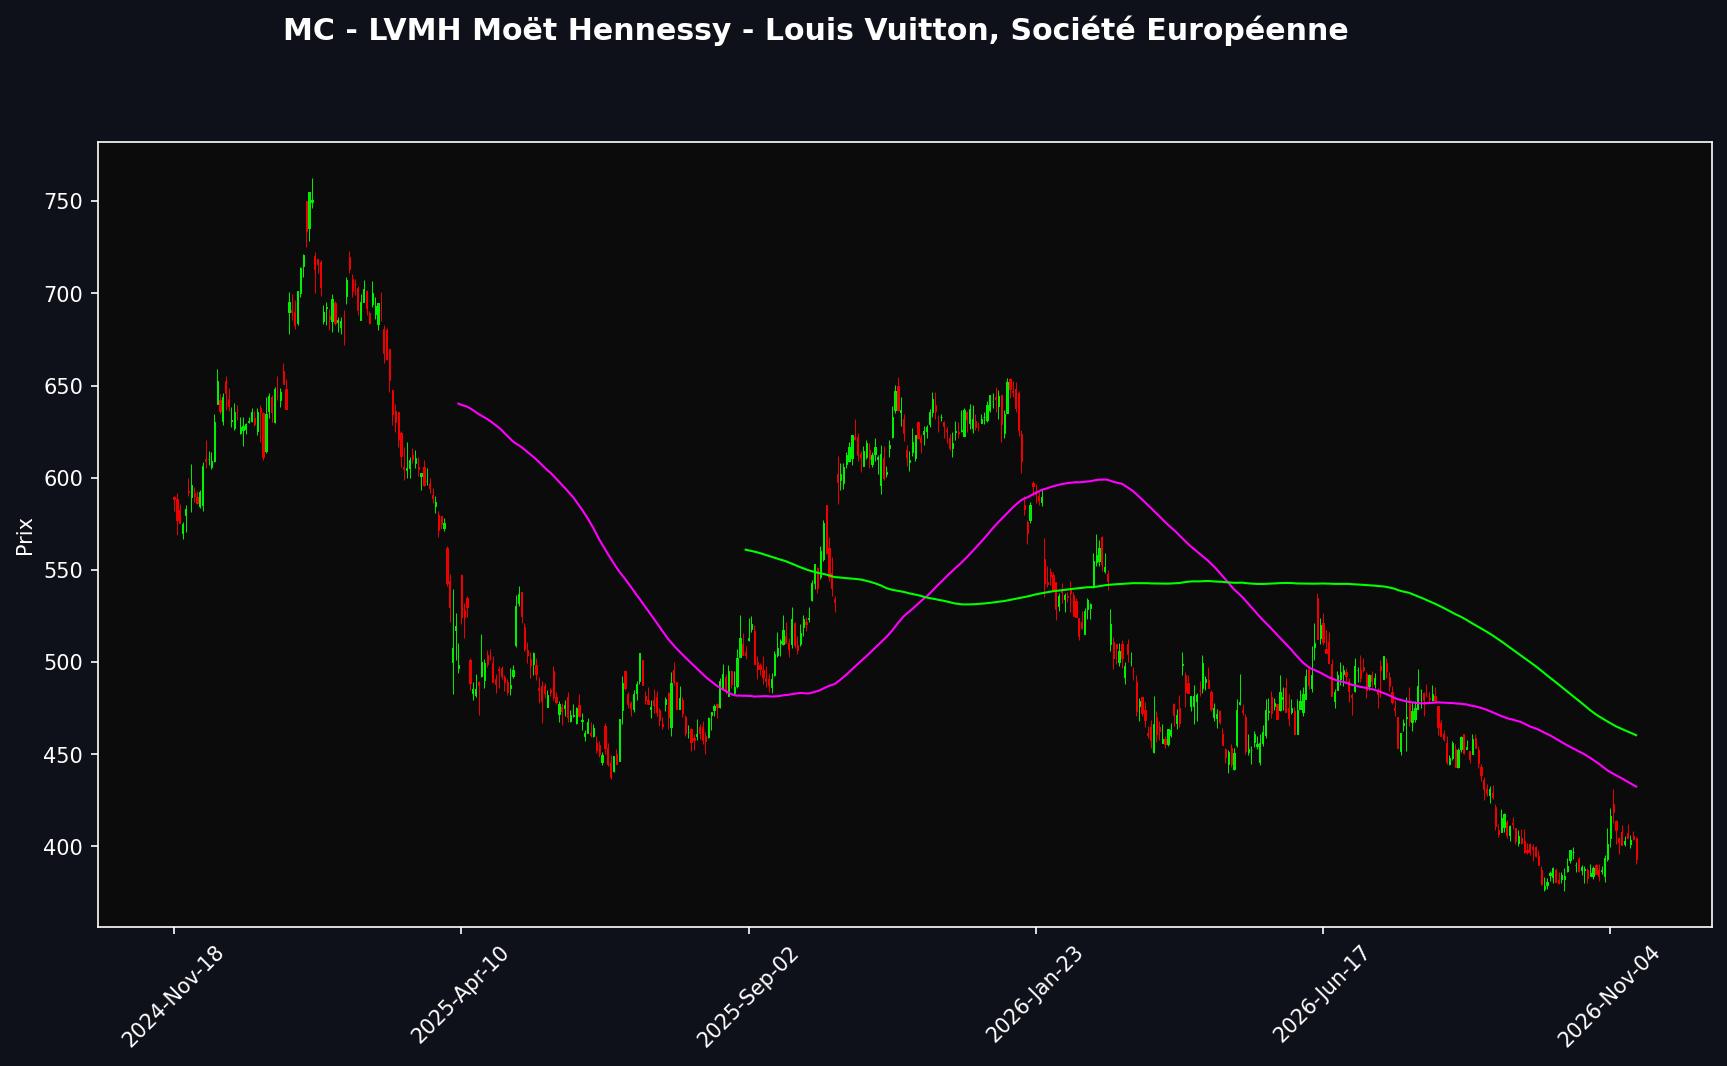 MC - LVMH Moët Hennessy - Louis Vuitton, Société Européenne
Prix
750
700
650
600
550
500
450
400
2024-Nov-18
2025-Apr-10
2025-Sep-02
2026-Jan-23
2026-Jun-17
2026-Nov-04